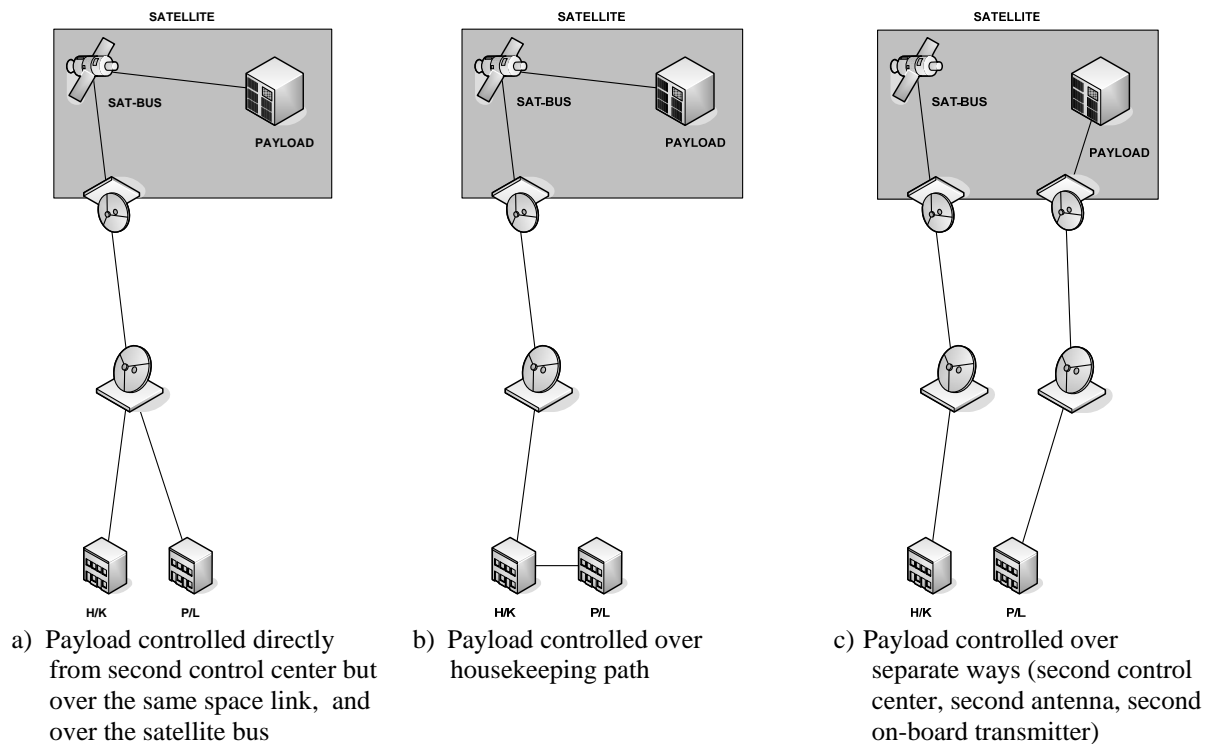 SATELLITE
SAT-BUS
PAYLOAD
H/K
P/L
a) Payload controlled directly
from second control center but
over the same space link, and
over the satellite bus
SATELLITE
SAT-BUS
PAYLOAD
H/K
P/L
b) Payload controlled over
housekeeping path
SATELLITE
SAT-BUS
PAYLOAD
H/K
P/L
c) Payload controlled over
separate ways (second control
center, second antenna, second
on-board transmitter)